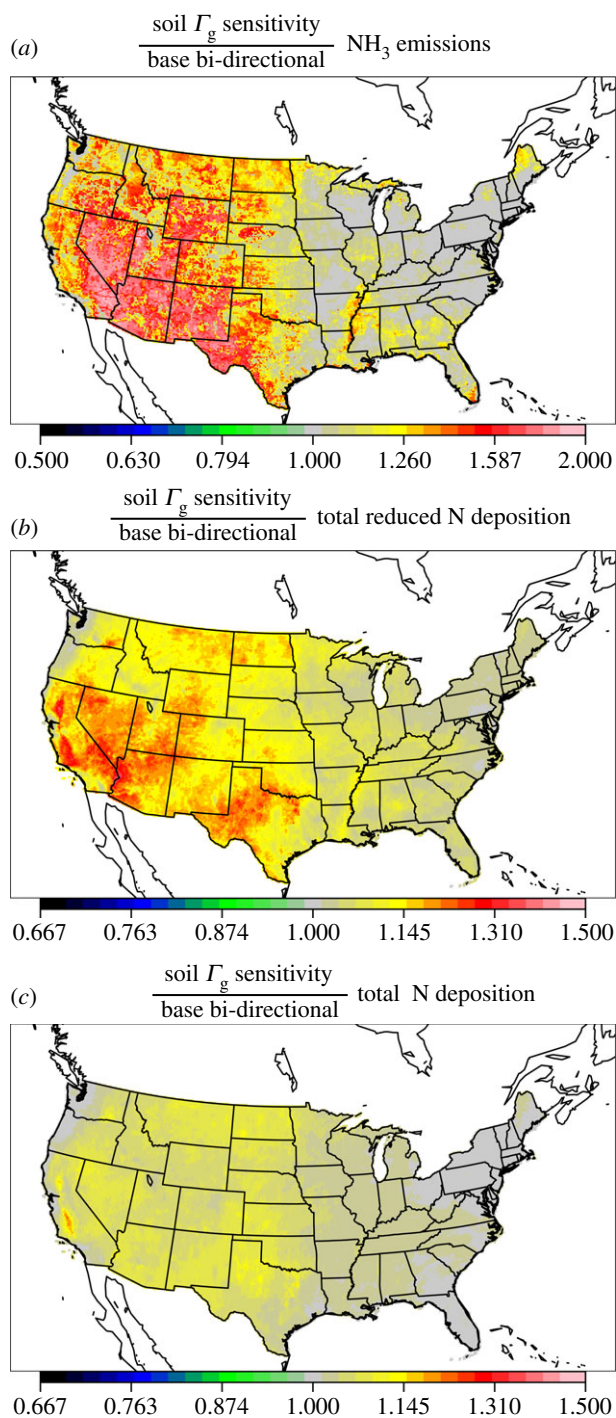 (a) soil Γg sensitivity
base bi-directional NH3 emissions
0.500 0.630 0.794 1.000 1.260 1.587 2.000
(b) soil Γg sensitivity
base bi-directional total reduced N deposition
0.667 0.763 0.874 1.000 1.145 1.310 1.500
(c) soil Γg sensitivity
base bi-directional total N deposition
0.667 0.763 0.874 1.000 1.145 1.310 1.500